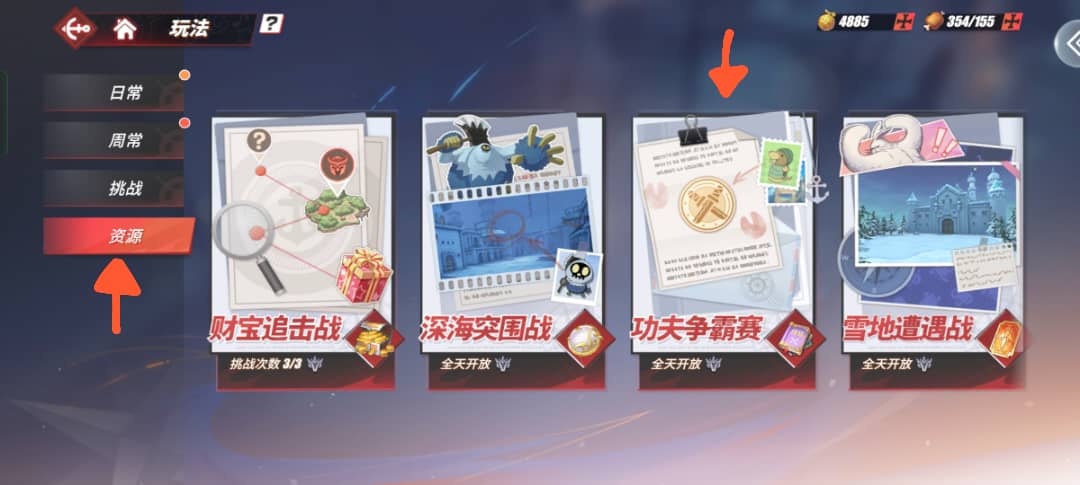 玩法
?
4885
354/155
日常
周常
挑战
资源
?
财宝追击战
挑战次数 3/3
深海突围战
全天开放
功夫争霸赛
全天开放
!!
雪地遭遇战
全天开放